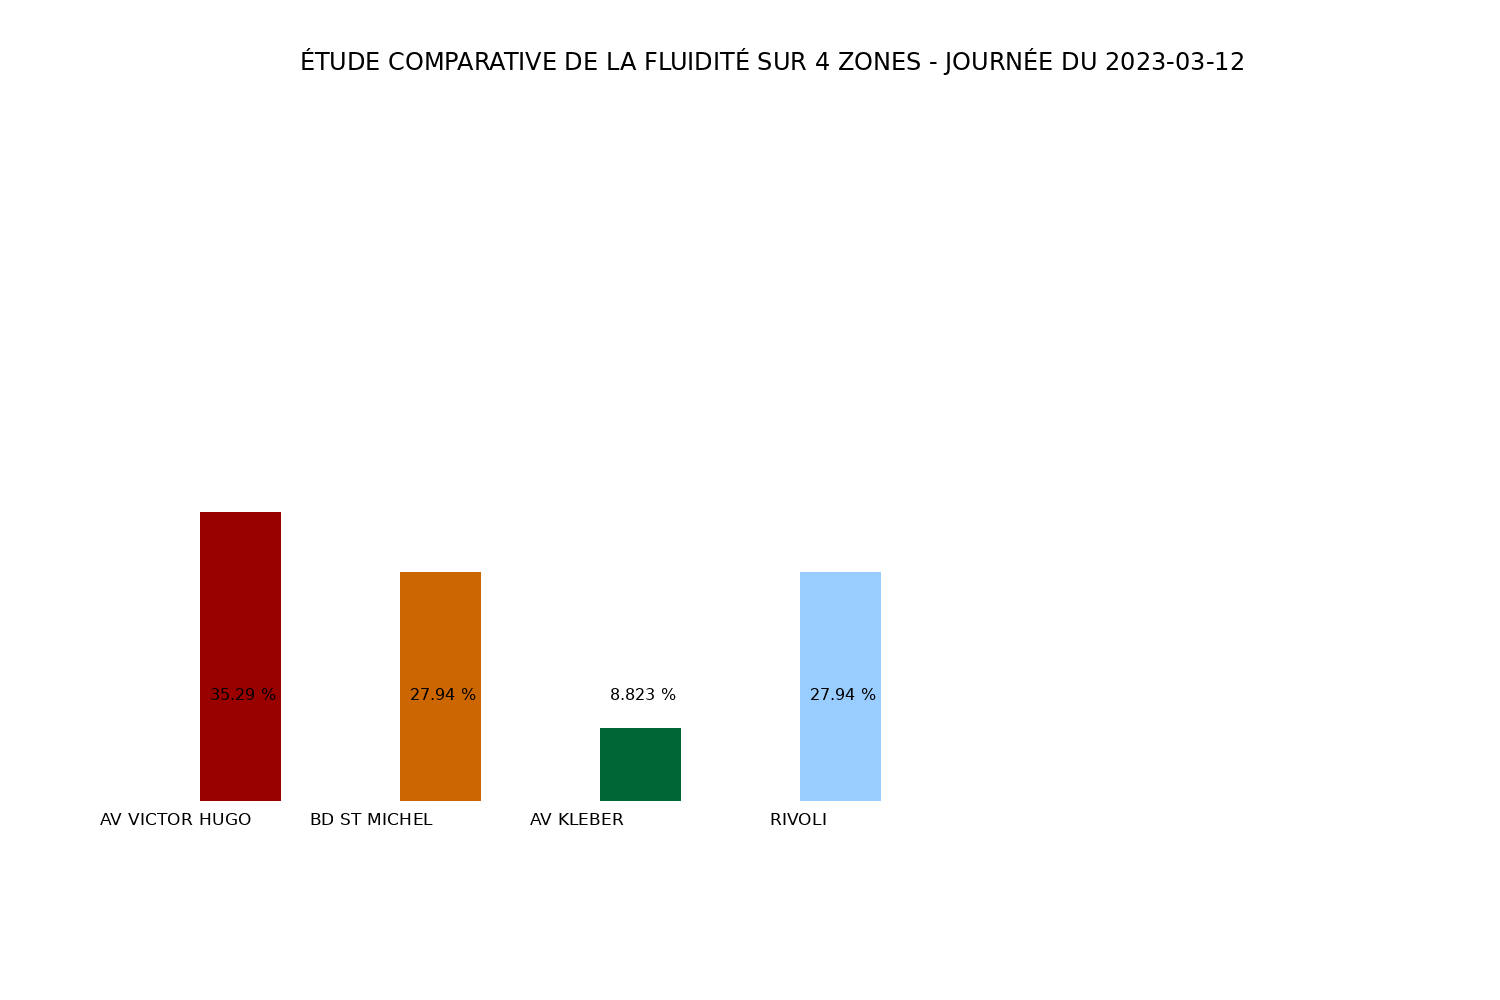 ÉTUDE COMPARATIVE DE LA FLUIDITÉ SUR 4 ZONES - JOURNÉE DU 2023-03-12
35.29 %
27.94 %
8.823 %
27.94 %
AV VICTOR HUGO
BD ST MICHEL
AV KLEBER
RIVOLI